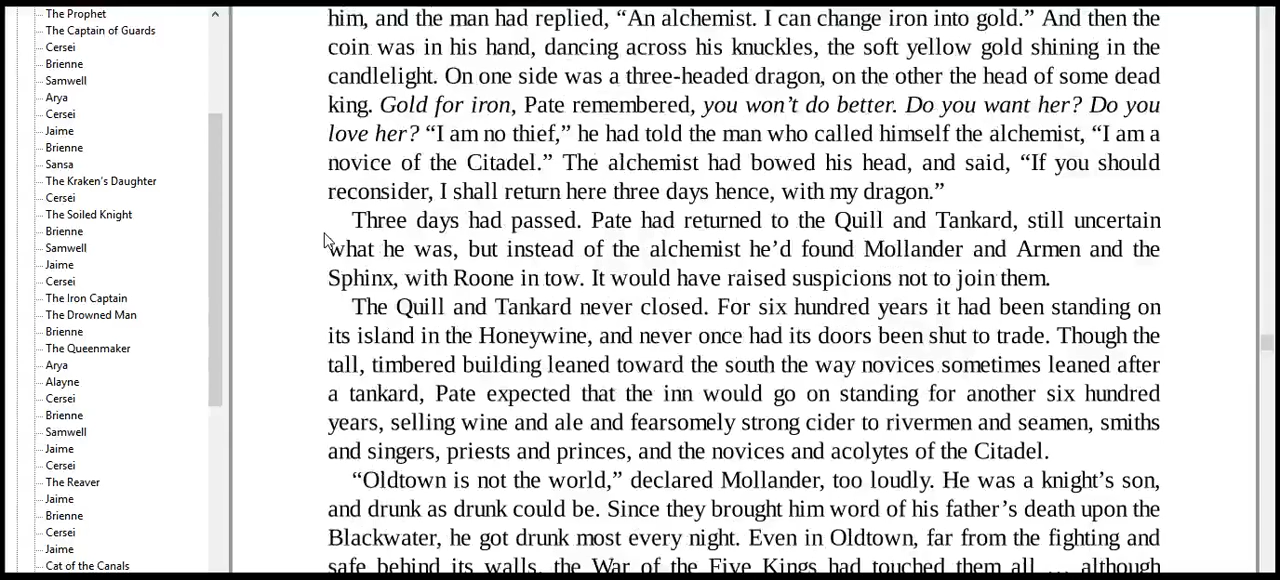 The Prophet
The Captain of Guards
Cersei
Brienne
Samwell
Arya
Cersei
Jaime
Brienne
Sansa
The Kraken’s Daughter
Cersei
The Soiled Knight
Brienne
Samwell
Jaime
Cersei
The Iron Captain
The Drowned Man
Brienne
The Queenmaker
Arya
Alayne
Cersei
Brienne
Samwell
Jaime
Cersei
The Reaver
Jaime
Brienne
Cersei
Jaime
Cat of the Canals
him, and the man had replied, “An alchemist. I can change iron into gold.” And then the
coin was in his hand, dancing across his knuckles, the soft yellow gold shining in the
candlelight. On one side was a three-headed dragon, on the other the head of some dead
king. Gold for iron, Pate remembered, you won’t do better. Do you want her? Do you
love her? “I am no thief,” he had told the man who called himself the alchemist, “I am a
novice of the Citadel.” The alchemist had bowed his head, and said, “If you should
reconsider, I shall return here three days hence, with my dragon.”
Three days had passed. Pate had returned to the Quill and Tankard, still uncertain
what he was, but instead of the alchemist he’d found Mollander and Armen and the
Sphinx, with Roone in tow. It would have raised suspicions not to join them.
The Quill and Tankard never closed. For six hundred years it had been standing on
its island in the Honeywine, and never once had its doors been shut to trade. Though the
tall, timbered building leaned toward the south the way novices sometimes leaned after
a tankard, Pate expected that the inn would go on standing for another six hundred
years, selling wine and ale and fearsomely strong cider to rivermen and seamen, smiths
and singers, priests and princes, and the novices and acolytes of the Citadel.
“Oldtown is not the world,” declared Mollander, too loudly. He was a knight’s son,
and drunk as drunk could be. Since they brought him word of his father’s death upon the
Blackwater, he got drunk most every night. Even in Oldtown, far from the fighting and
safe behind its walls, the War of the Five Kings had touched them all … although